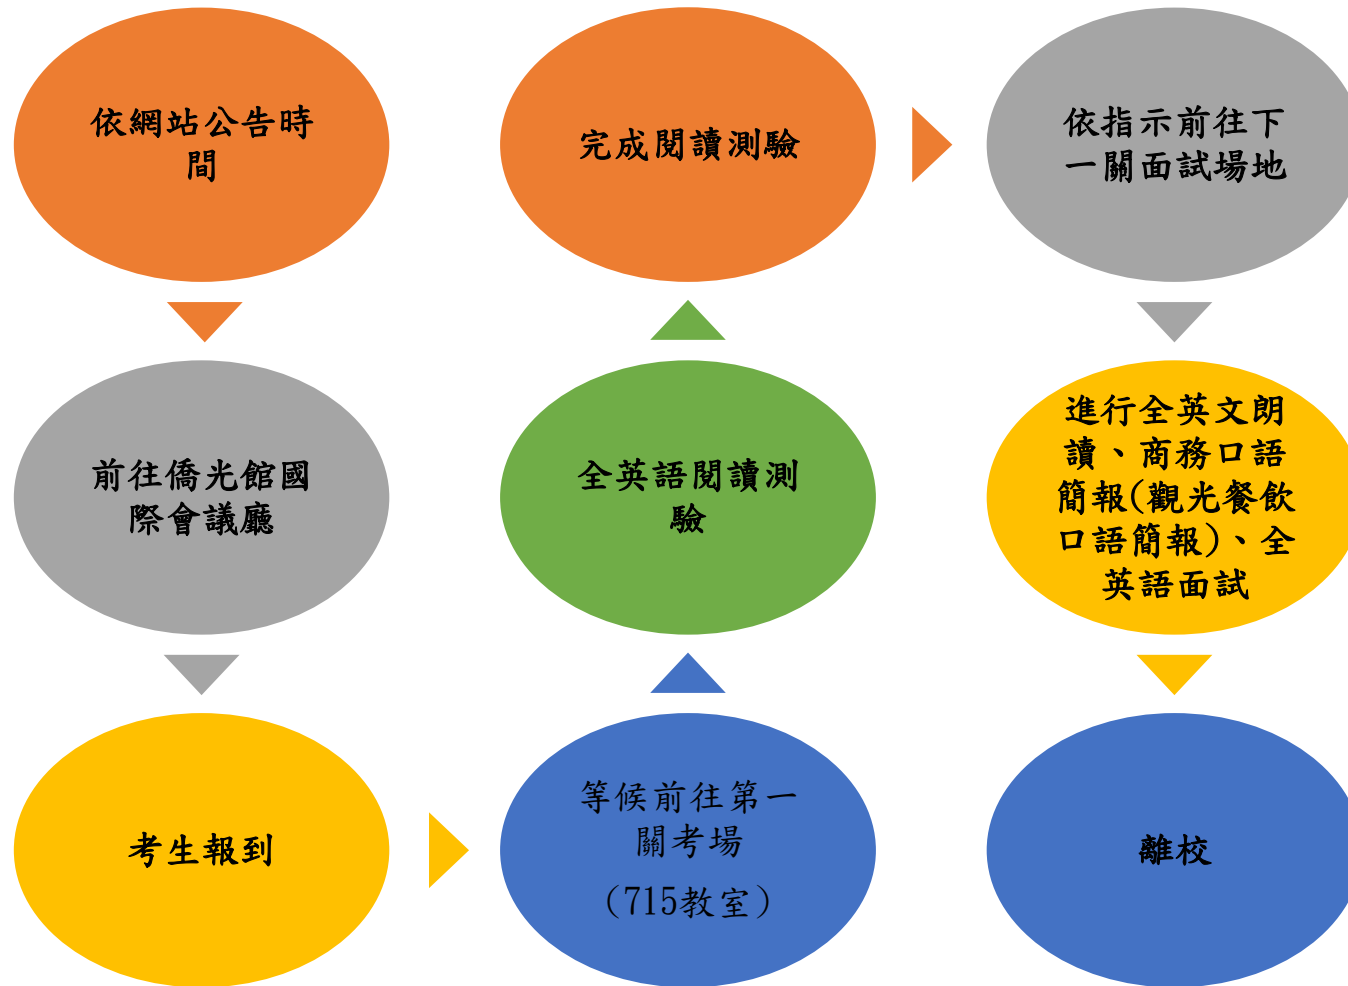 依網站公告時
間
前往僑光館國
際會議廳
考生報到
等候前往第一
關考場
(715教室)
全英語閱讀測
驗
完成閱讀測驗
依指示前往下
一關面試場地
進行全英文朗
讀、商務口語
簡報(觀光餐飲
口語簡報)、全
英語面試
離校